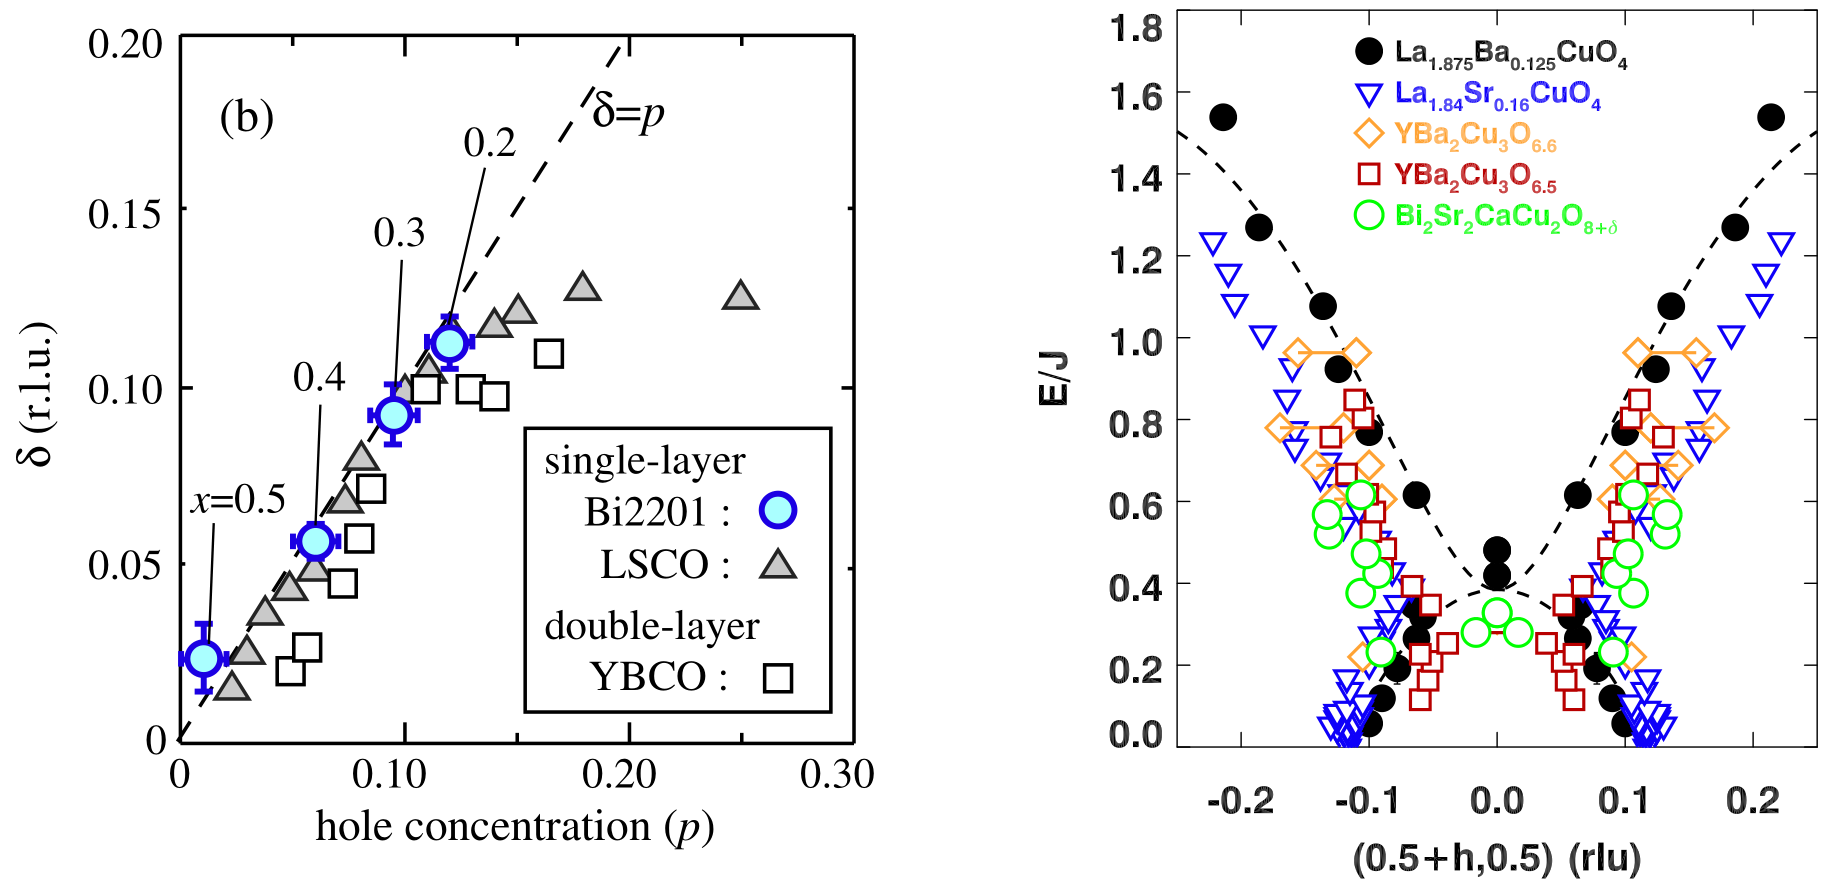 0.20
0.15
0.10
0.05
0
δ (r.l.u.)
(b)
δ=p
0.2
0.3
0.4
x=0.5
single-layer
Bi2201 :
LSCO :
double-layer
YBCO :
0 0.10 0.20 0.30
hole concentration (p)
1.8
1.6
1.4
1.2
1.0
0.8
0.6
0.4
0.2
0.0
E/J
La1.875Ba0.125CuO4
La1.84Sr0.16CuO4
YBa2Cu3O6.6
YBa2Cu3O6.5
Bi2Sr2CaCu2O8+δ
-0.2 -0.1 0.0 0.1 0.2
(0.5+h,0.5) (rlu)